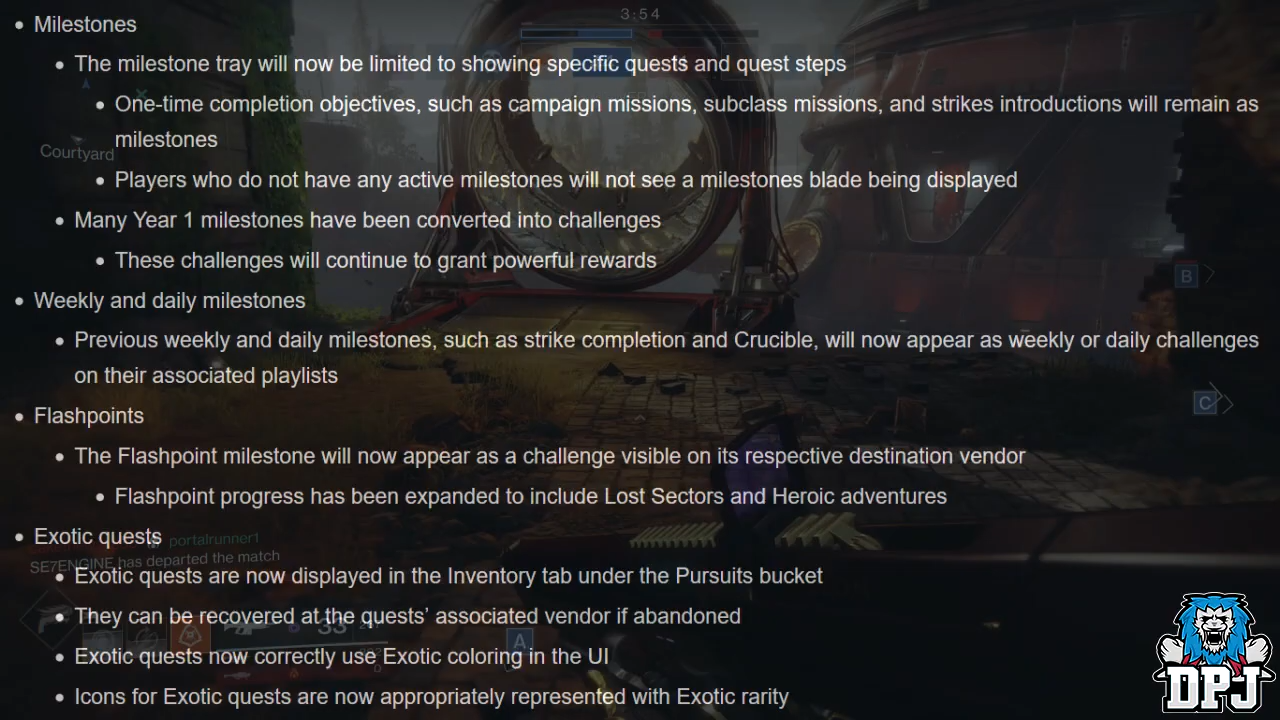 3:54
Milestones
The milestone tray will now be limited to showing specific quests and quest steps
One-time completion objectives, such as campaign missions, subclass missions, and strikes introductions will remain as
milestones
Courtyard
Players who do not have any active milestones will not see a milestones blade being displayed
Many Year 1 milestones have been converted into challenges
These challenges will continue to grant powerful rewards
B
Weekly and daily milestones
Previous weekly and daily milestones, such as strike completion and Crucible, will now appear as weekly or daily challenges
on their associated playlists
C
Flashpoints
The Flashpoint milestone will now appear as a challenge visible on its respective destination vendor
Flashpoint progress has been expanded to include Lost Sectors and Heroic adventures
Exotic quests
portalrunner1
SE7ENGINE has departed the match
Exotic quests are now displayed in the Inventory tab under the Pursuits bucket
They can be recovered at the quests’ associated vendor if abandoned
33
A
Exotic quests now correctly use Exotic coloring in the UI
Icons for Exotic quests are now appropriately represented with Exotic rarity
DPJ